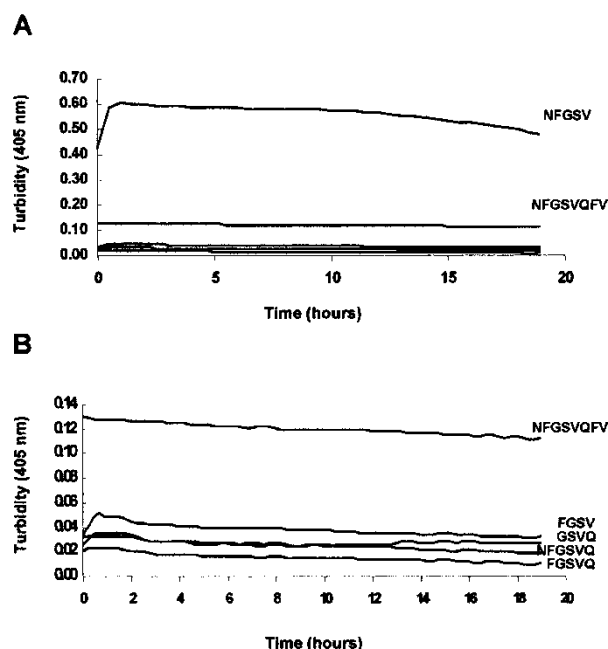 A
Turbidity (405 nm)
0.70
0.60
0.50
0.40
0.30
0.20
0.10
0.00
NFGSV
NFGSVQFV
0 5 10 15 20
Time (hours)
B
Turbidity (405 nm)
0.14
0.12
0.10
0.08
0.06
0.04
0.02
0.00
NFGSVQFV
FGSV
GSVQ
NFGSVQ
FGSVQ
0 2 4 6 8 10 12 14 16 18 20
Time (hours)